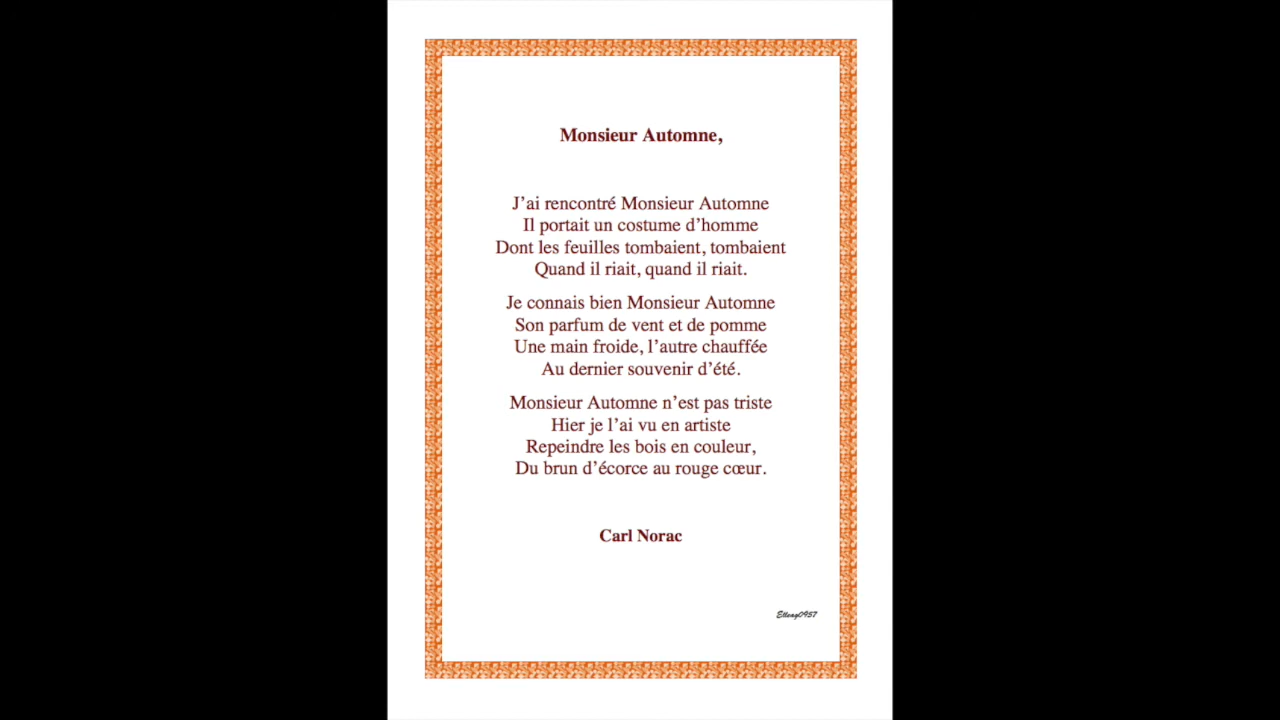 Monsieur Automne,
J’ai rencontré Monsieur Automne
Il portait un costume d’homme
Dont les feuilles tombaient, tombaient
Quand il riait, quand il riait.
Je connais bien Monsieur Automne
Son parfum de vent et de pomme
Une main froide, l’autre chauffée
Au dernier souvenir d’été.
Monsieur Automne n’est pas triste
Hier je l’ai vu en artiste
Repeindre les bois en couleur,
Du brun d’écorce au rouge cœur.
Carl Norac